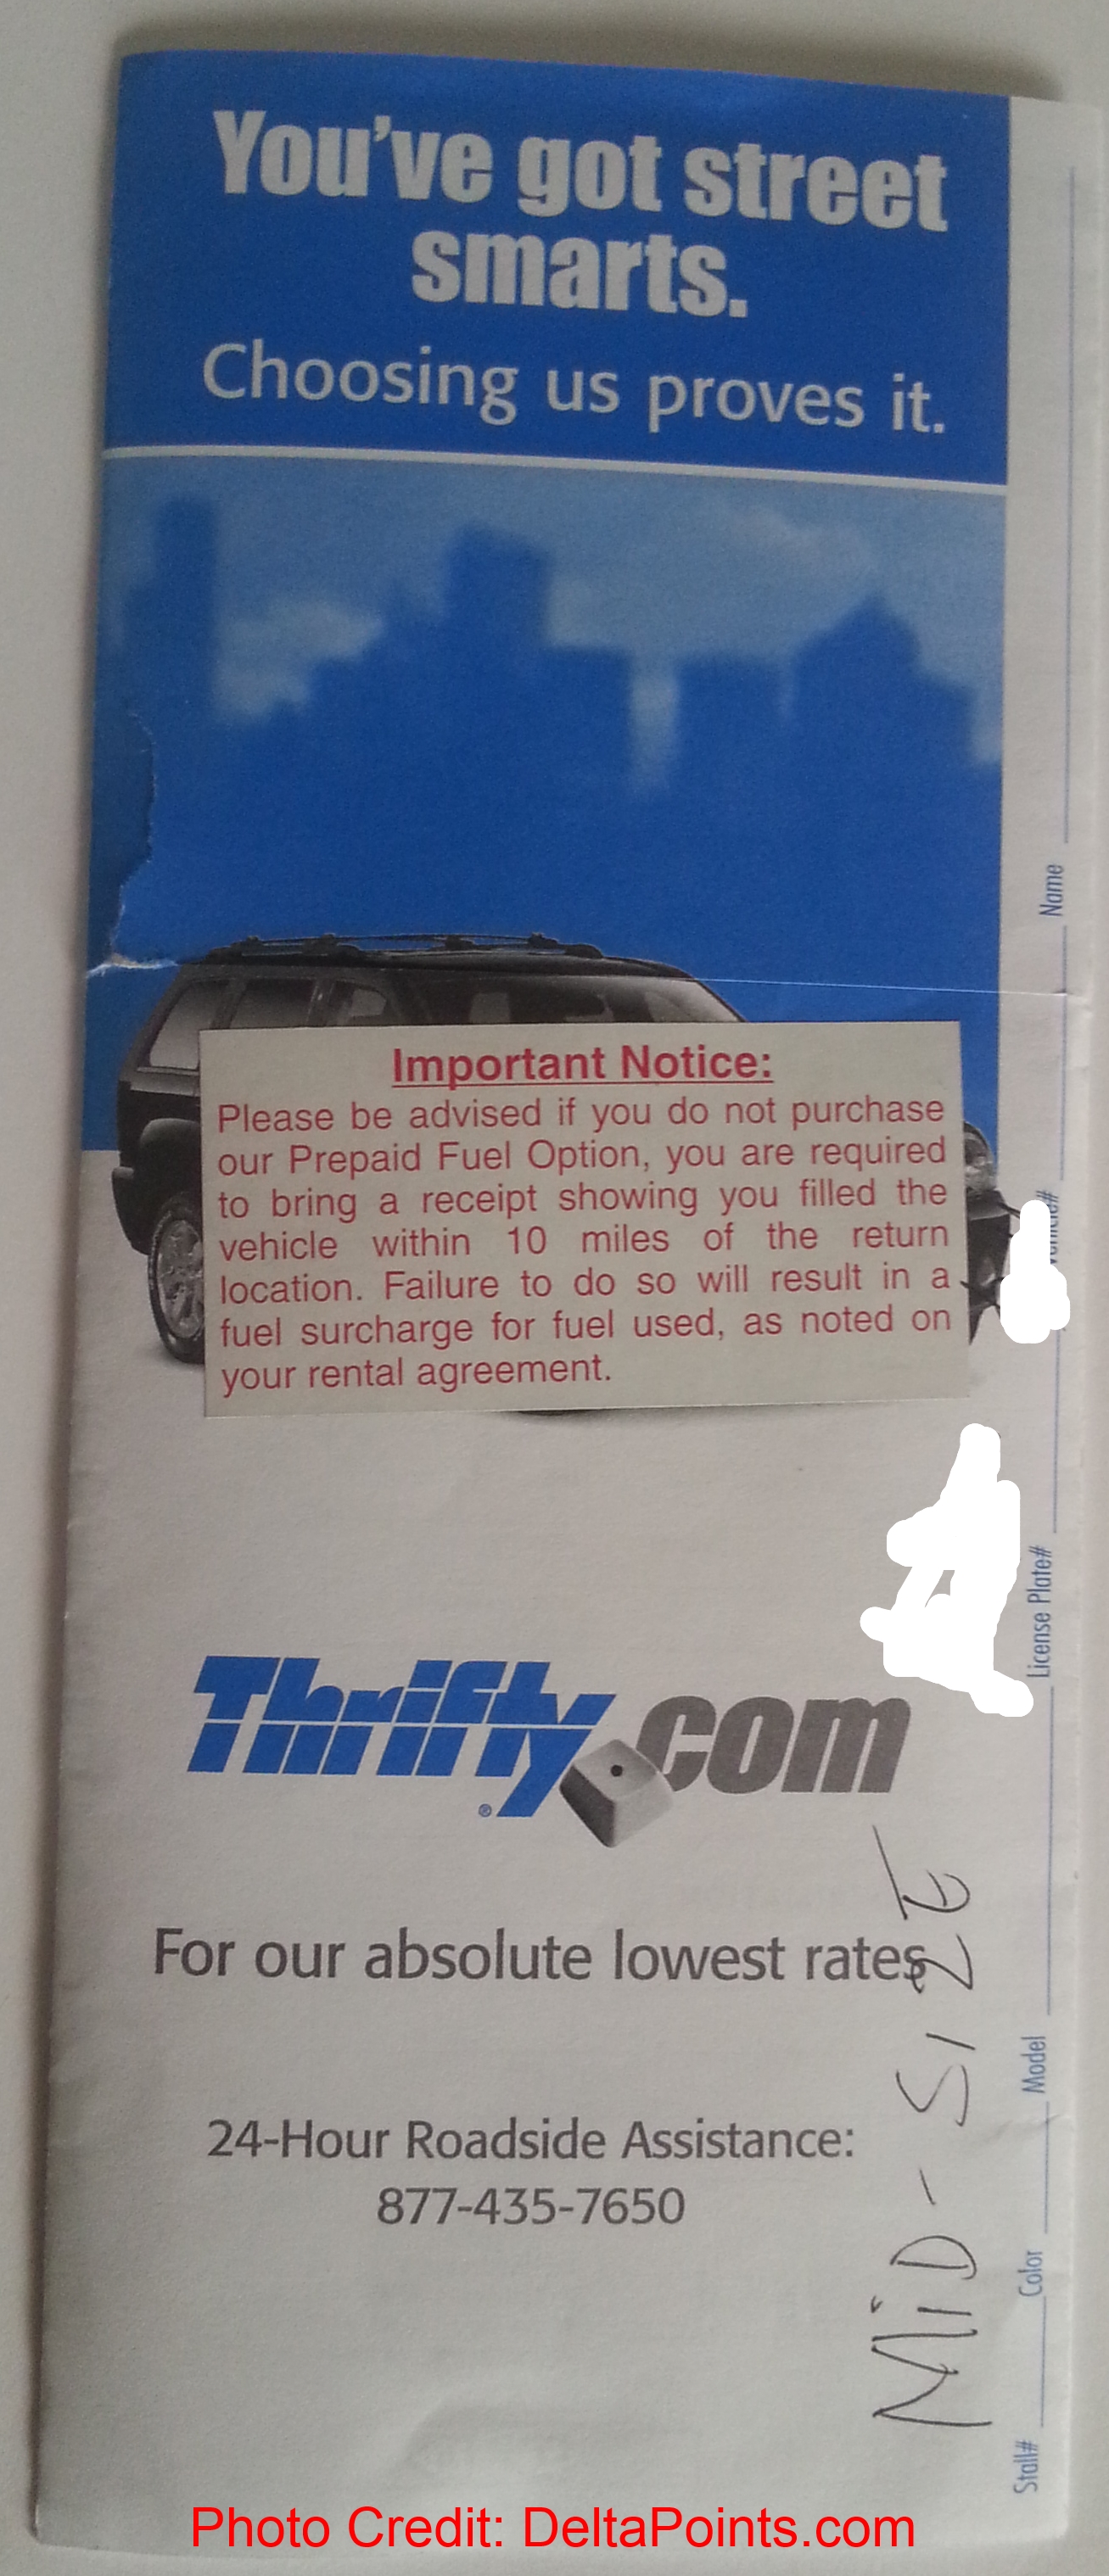 You've got street
smarts.
Choosing us proves it.
Important Notice:
Please be advised if you do not purchase
our Prepaid Fuel Option, you are required
to bring a receipt showing you filled the
vehicle within 10 miles of the return
location. Failure to do so will result in a
fuel surcharge for fuel used, as noted on
your rental agreement.
Thrifty.com
®
For our absolute lowest rates
24-Hour Roadside Assistance:
877-435-7650
MiD-SIZE
Stall# Color Model License Plate# Name
Photo Credit: DeltaPoints.com